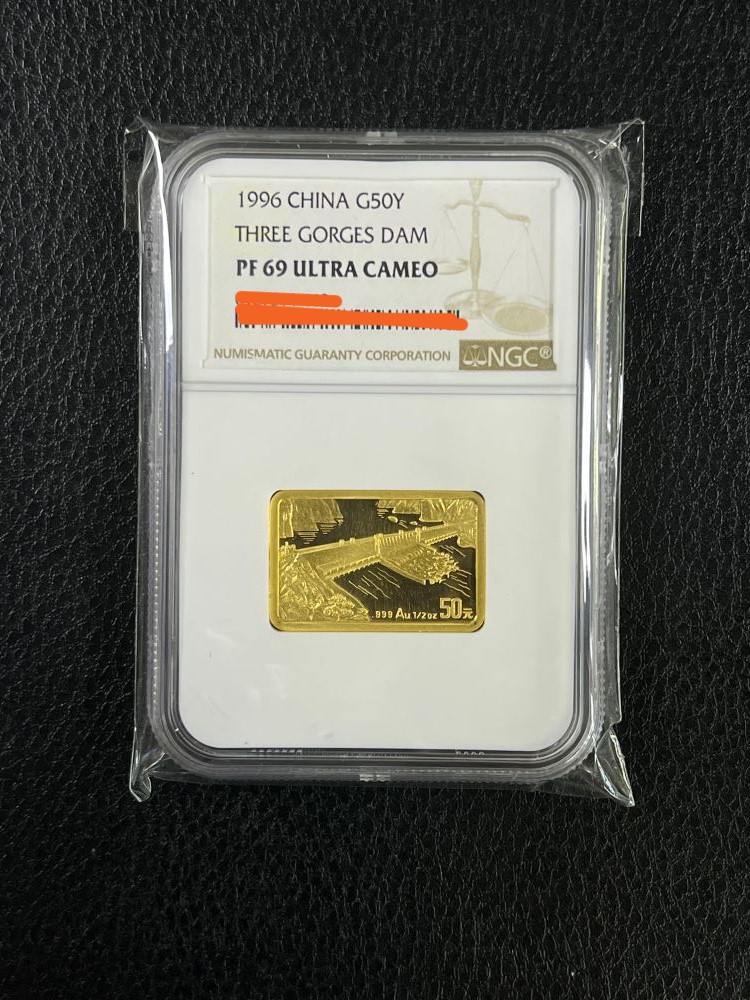 1996 CHINA G50Y
THREE GORGES DAM
PF 69 ULTRA CAMEO
NUMISMATIC GUARANTY CORPORATION NGC®
.999 Au 1/2oz 50元